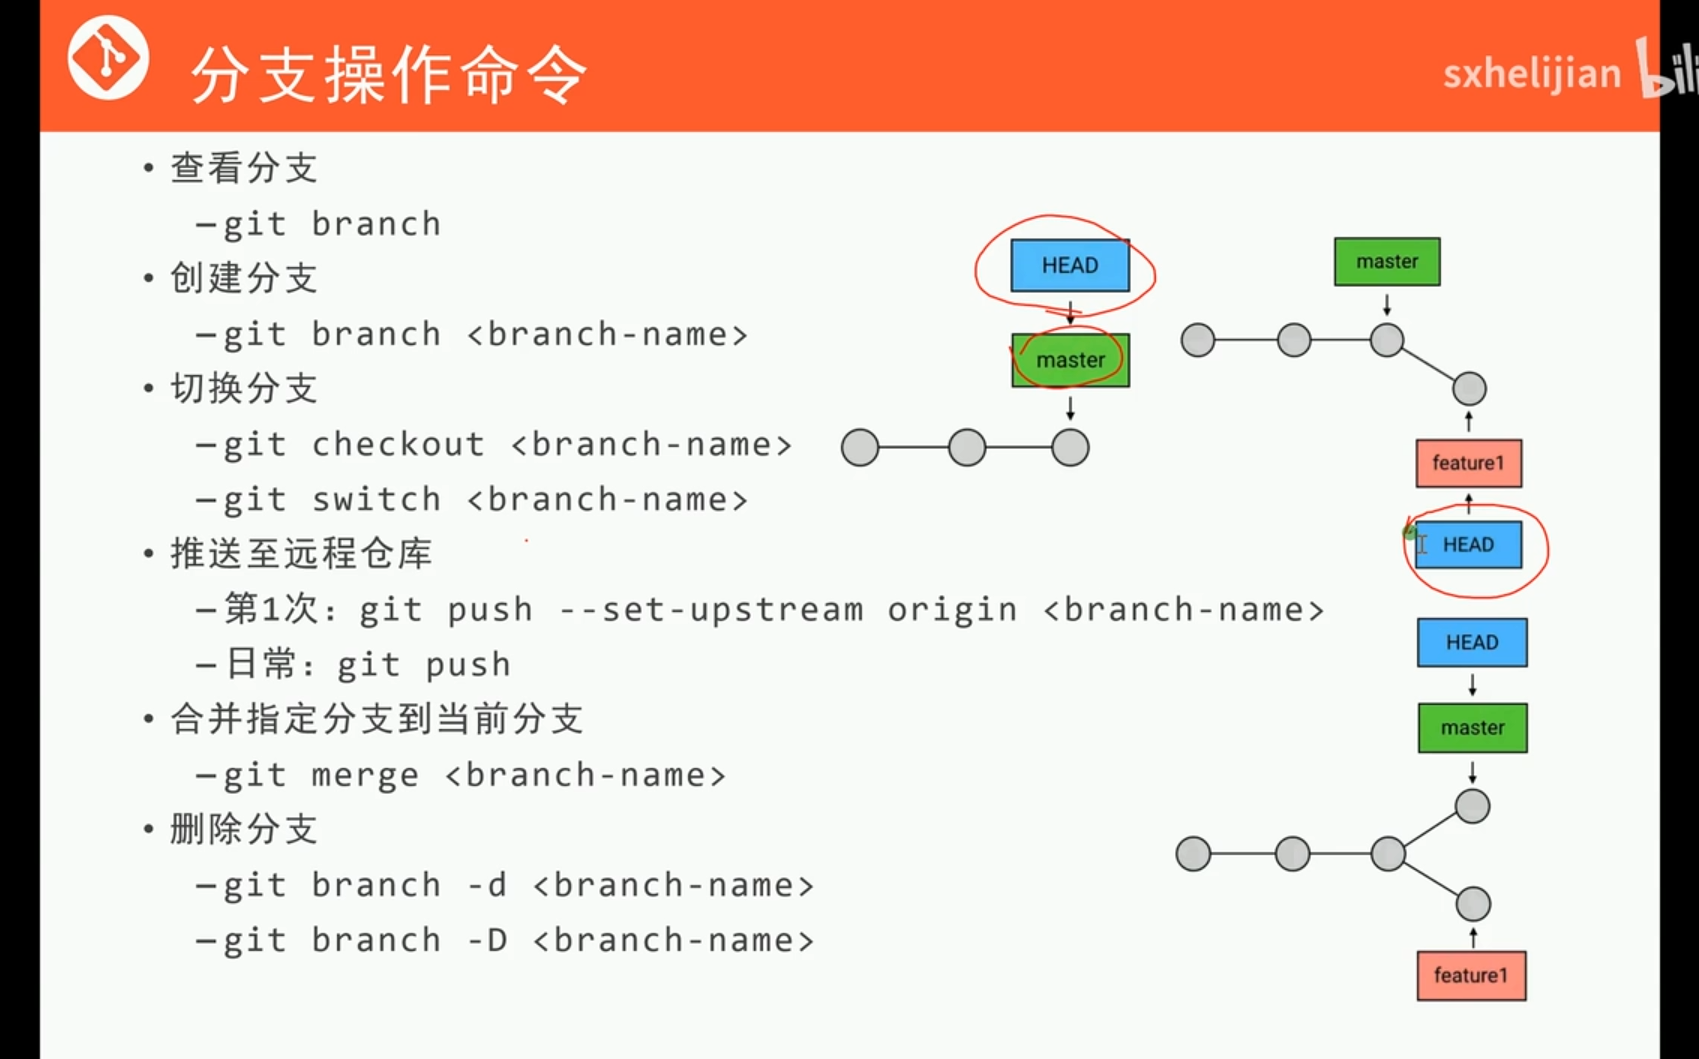 分支操作命令
sxhelijian
• 查看分支
–git branch
• 创建分支
–git branch <branch-name>
• 切换分支
–git checkout <branch-name>
–git switch <branch-name>
• 推送至远程仓库
–第1次：git push --set-upstream origin <branch-name>
–日常：git push
• 合并指定分支到当前分支
–git merge <branch-name>
• 删除分支
–git branch -d <branch-name>
–git branch -D <branch-name>
HEAD
master
master
feature1
HEAD
HEAD
master
feature1